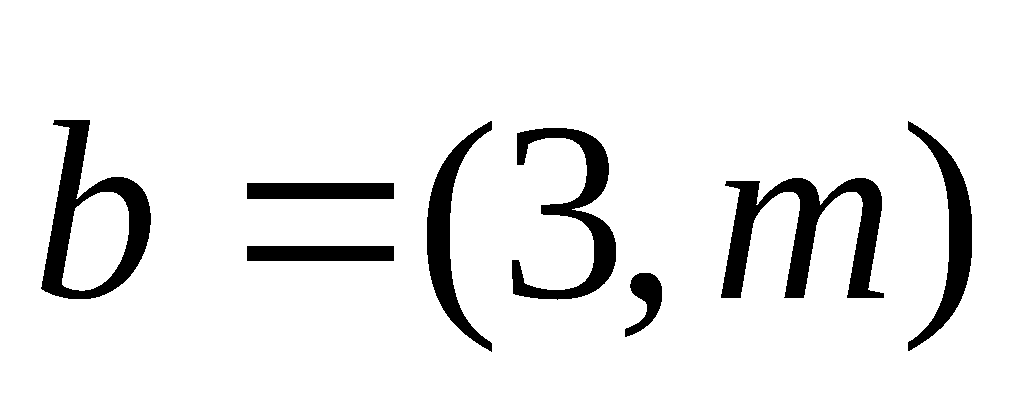 b =(3, m)